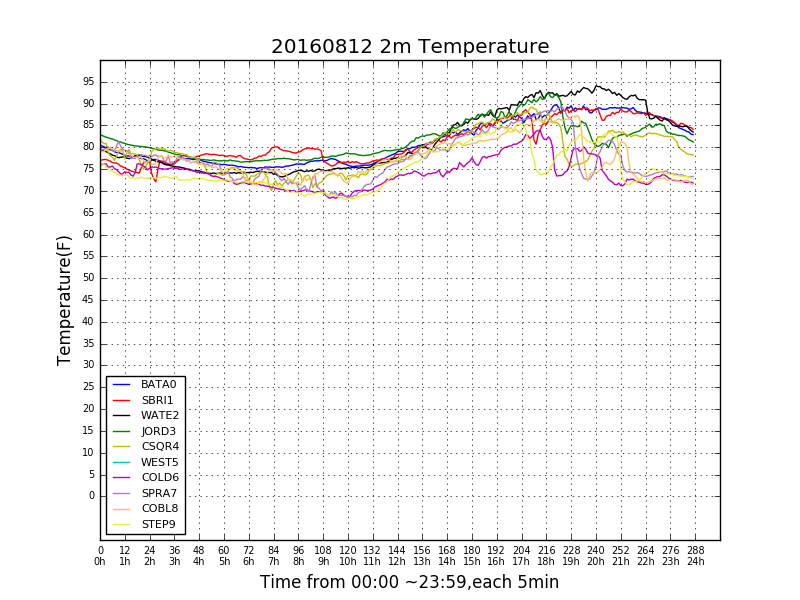 20160812 2m Temperature
Temperature(F)
95
90
85
80
75
70
65
60
55
50
45
40
35
30
25
20
15
10
5
0
BATA0
SBRI1
WATE2
JORD3
CSQR4
WEST5
COLD6
SPRA7
COBL8
STEP9
0 12 24 36 48 60 72 84 96 108 120 132 144 156 168 180 192 204 216 228 240 252 264 276 288
0h 1h 2h 3h 4h 5h 6h 7h 8h 9h 10h 11h 12h 13h 14h 15h 16h 17h 18h 19h 20h 21h 22h 23h 24h
Time from 00:00 ~23:59,each 5min